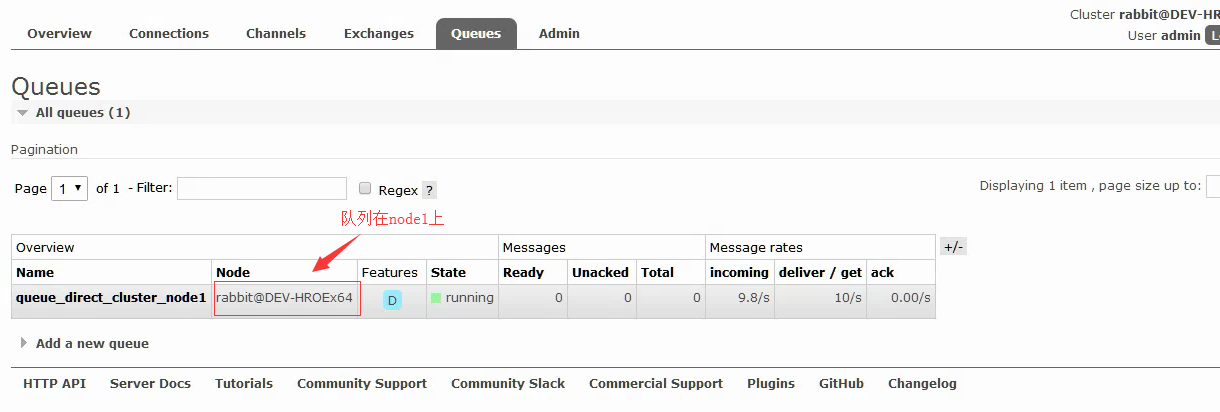 Cluster rabbit@DEV-HR
User admin L
Overview Connections Channels Exchanges Queues Admin
Queues
All queues (1)
Pagination
Page 1 of 1 - Filter: Regex ?
Displaying 1 item , page size up to:
队列在node1上
Overview Messages Message rates +/-
Name Node Features State Ready Unacked Total incoming deliver / get ack
queue_direct_cluster_node1 rabbit@DEV-HROEx64 D running 0 0 0 9.8/s 10/s 0.00/s
Add a new queue
HTTP API Server Docs Tutorials Community Support Community Slack Commercial Support Plugins GitHub Changelog